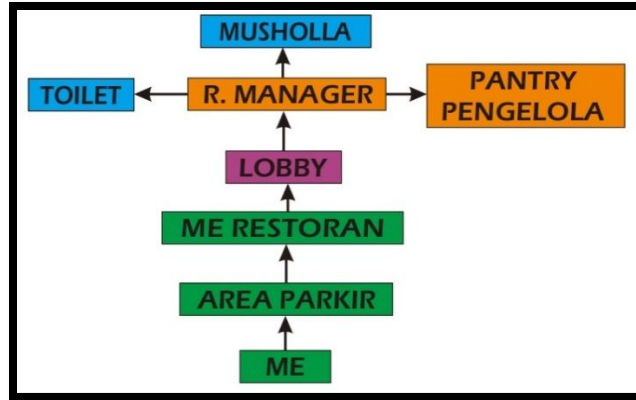 MUSHOLLA
TOILET
R. MANAGER
PANTRY
PENGELOLA
LOBBY
ME RESTORAN
AREA PARKIR
ME